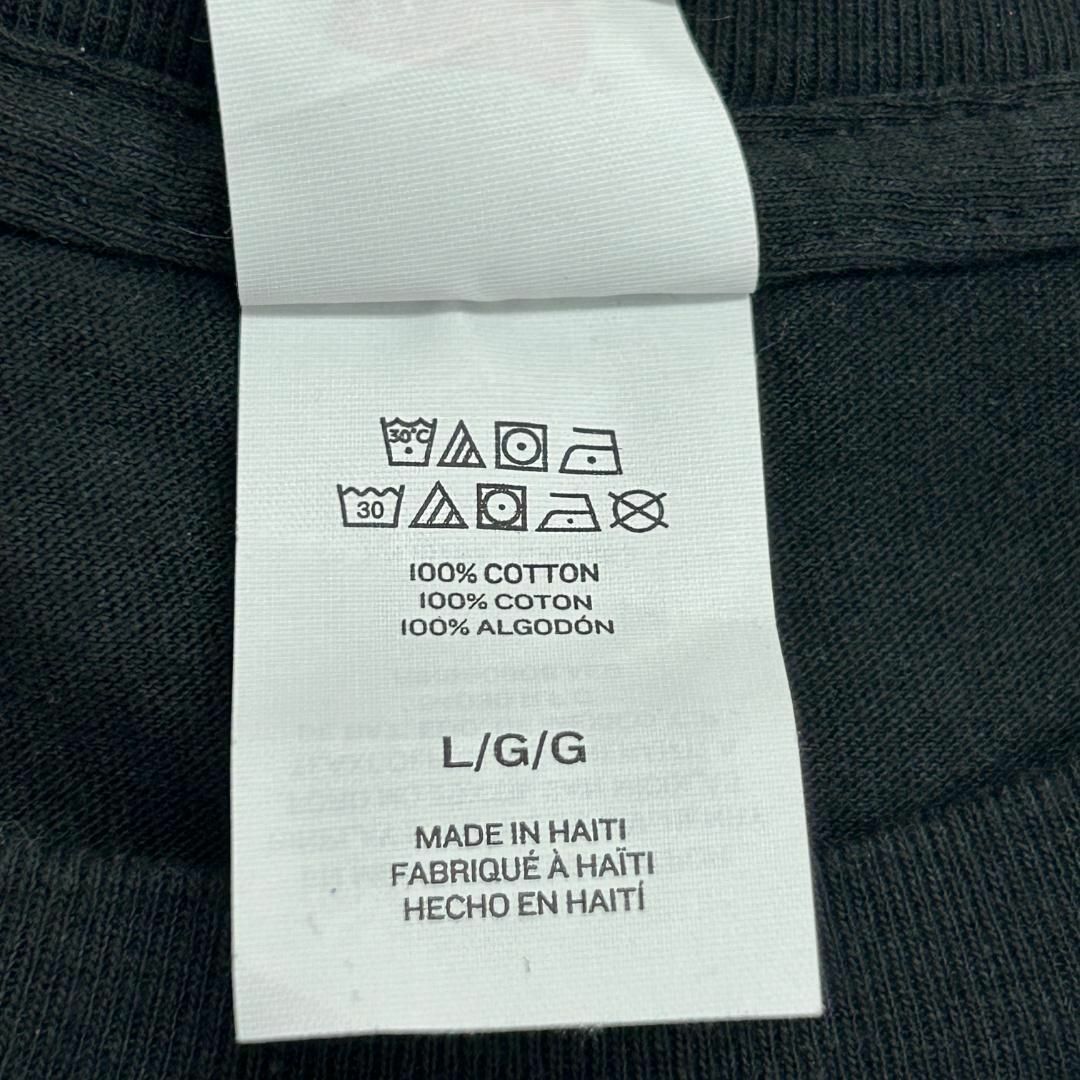 30°C
30
100% COTTON
100% COTON
100% ALGODÓN
L/G/G
MADE IN HAITI
FABRIQUÉ À HAÏTI
HECHO EN HAITÍ